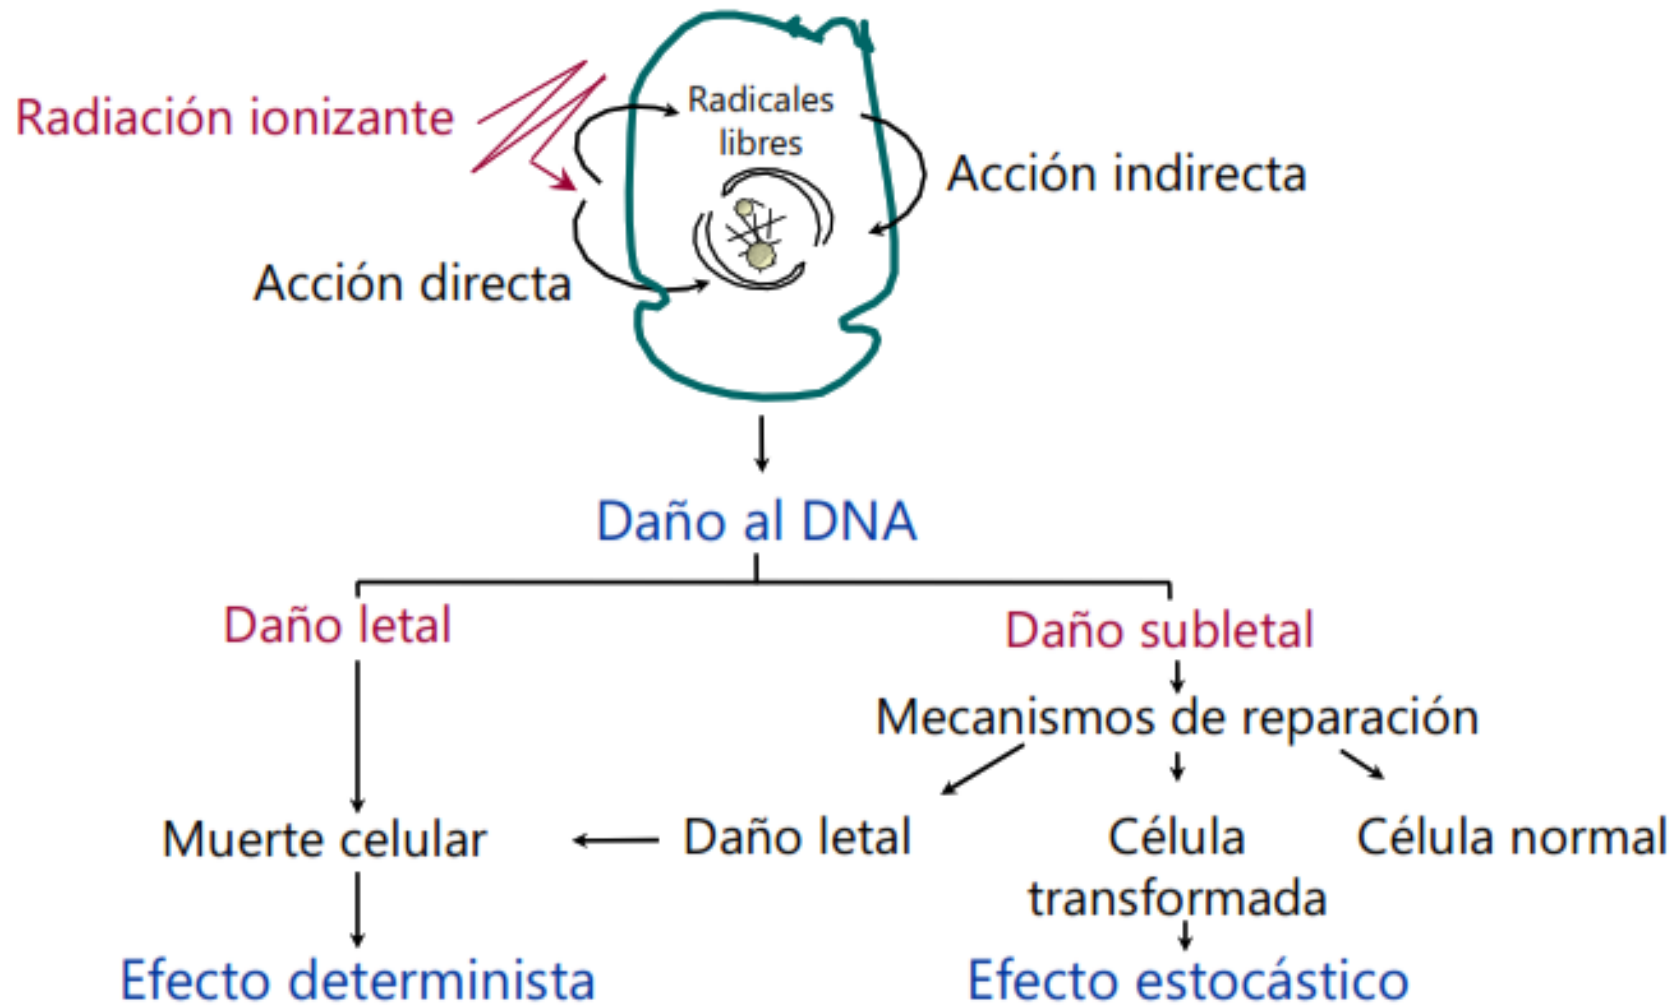 Radiación ionizante
Radicales
libres
Acción indirecta
Acción directa
Daño al DNA
Daño letal
Daño subletal
Mecanismos de reparación
Muerte celular
Daño letal
Célula
transformada
Célula normal
Efecto determinista
Efecto estocástico